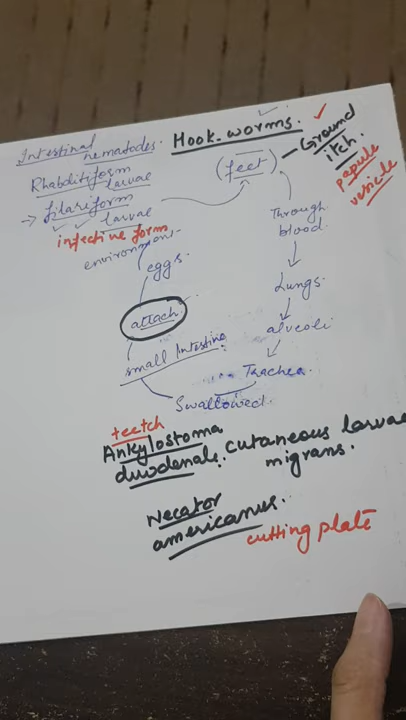 Intestinal nematodes.
Hook-worms.
Rhabditiform larvae
→ filariform larvae
infective form
environment
eggs
attach
small Intestine
(feet) — Ground itch.
papule
vesicle
Through blood
↓
Lungs
↓
alveoli
↓
Trachea
Swallowed.
teetch
Ankylostoma
duodenale.
cutaneous larvae
migrans.
Necator
americanus.
cutting plate